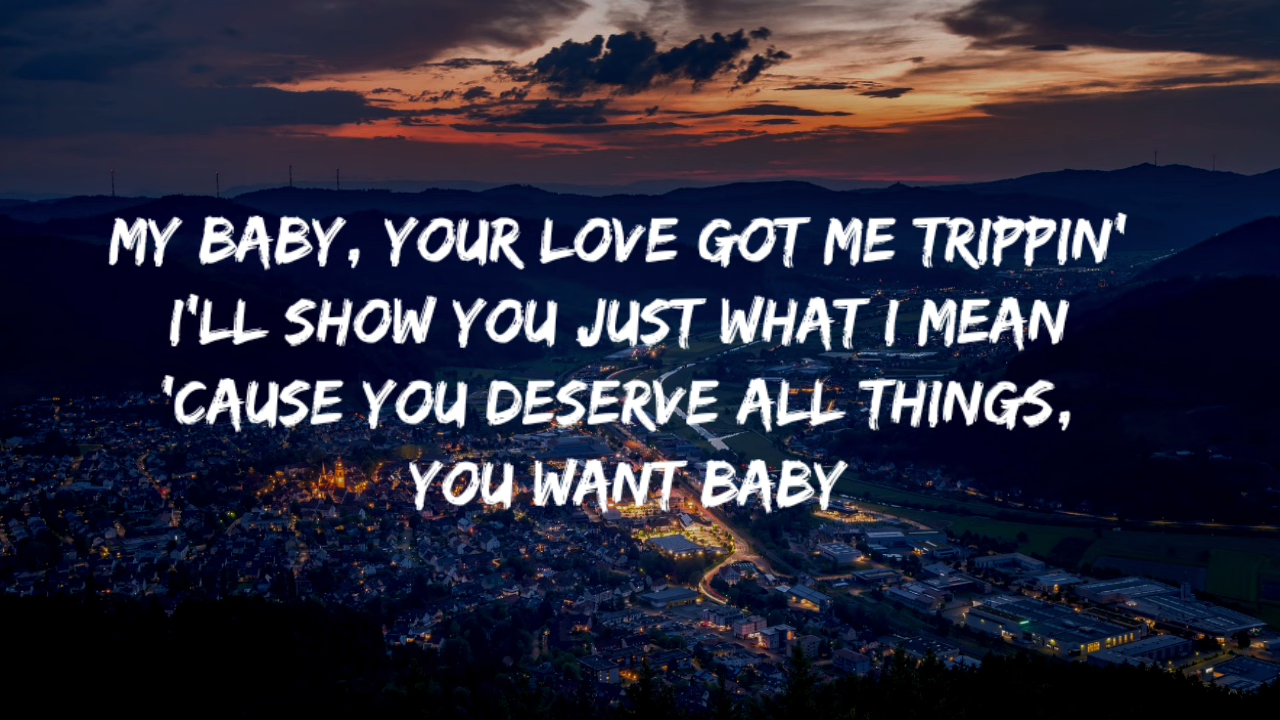 MY BABY, YOUR LOVE GOT ME TRIPPIN'
I'LL SHOW YOU JUST WHAT I MEAN
'CAUSE YOU DESERVE ALL THINGS,
YOU WANT BABY